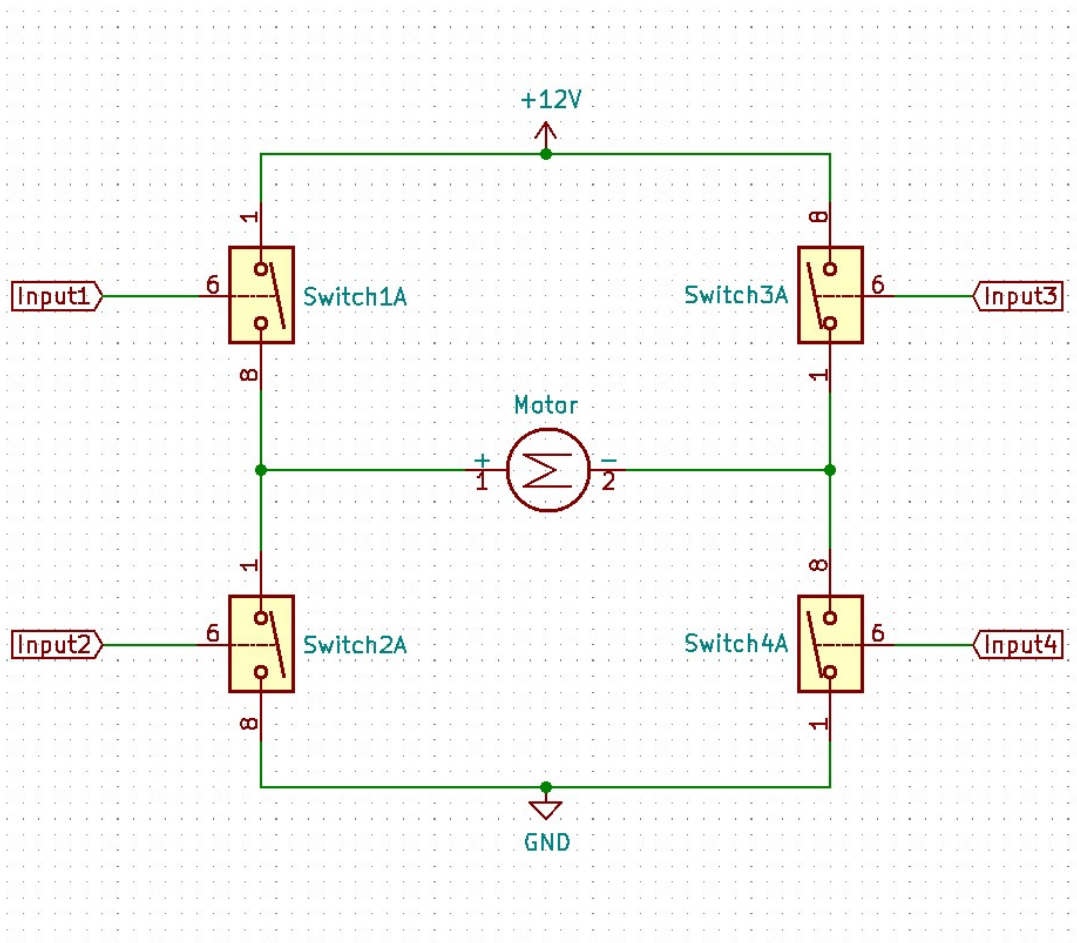 +12V
1
8
Input1
6
Switch1A
Switch3A
6
Input3
8
1
Motor
+
1
−
2
1
8
Input2
6
Switch2A
Switch4A
6
Input4
8
1
GND